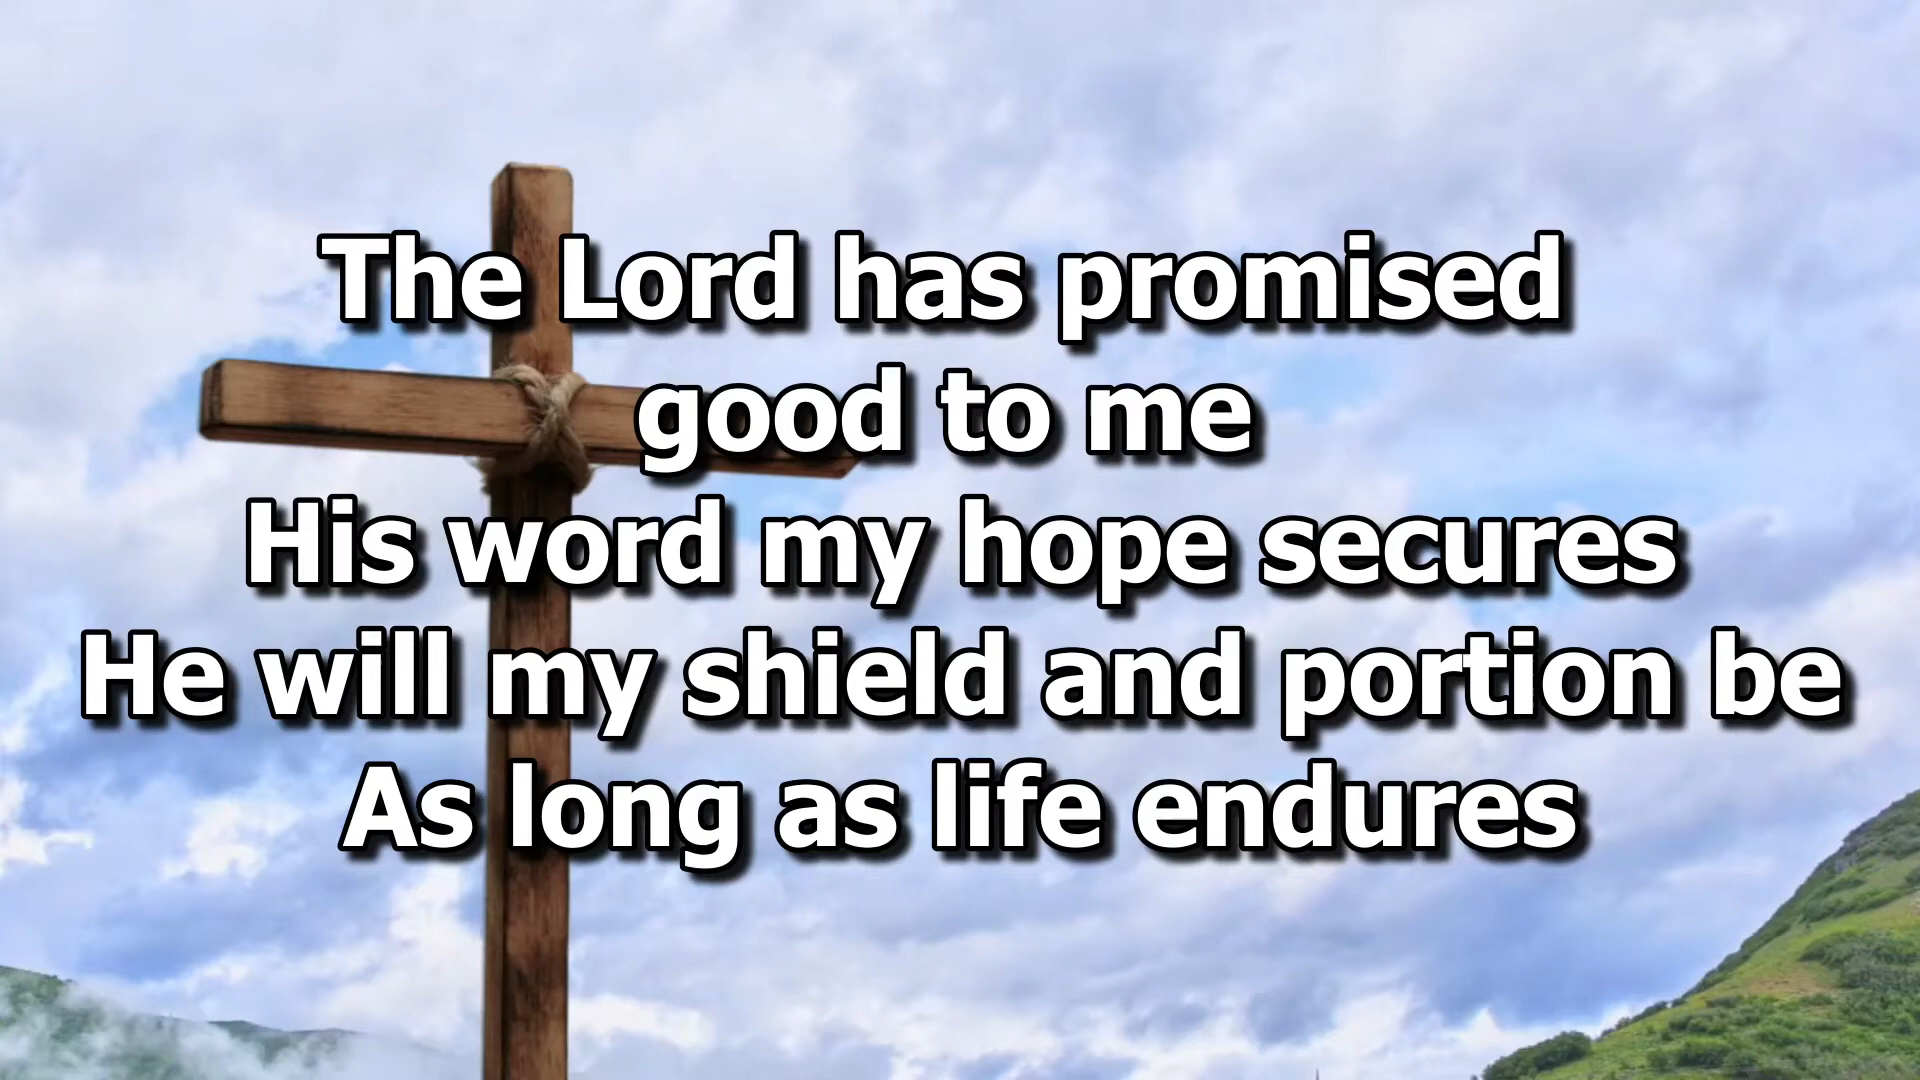 The Lord has promised
good to me
His word my hope secures
He will my shield and portion be
As long as life endures